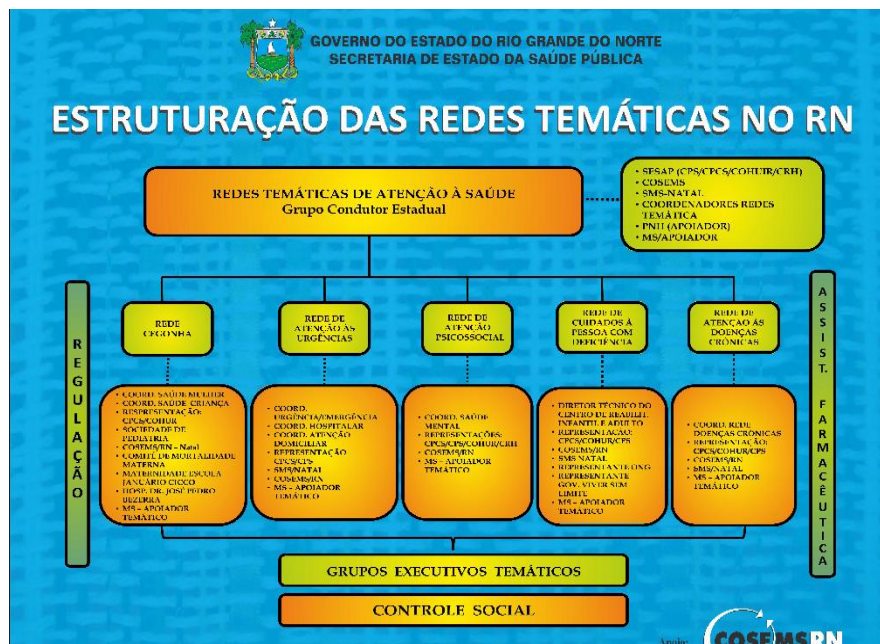 GOVERNO DO ESTADO DO RIO GRANDE DO NORTE
SECRETARIA DE ESTADO DA SAÚDE PÚBLICA
ESTRUTURAÇÃO DAS REDES TEMÁTICAS NO RN
REDES TEMÁTICAS DE ATENÇÃO À SAÚDE
Grupo Condutor Estadual
• SESAP (CPS/CPCS/COHUR/CRH)
• COSEMS
• SMS-NATAL
• COORDENADORES REDES
TEMÁTICA
• PNH (APOIADOR)
• MS/APOIADOR
REGULAÇÃO
REDE
CEGONHA
REDE DE
ATENÇÃO ÀS
URGÊNCIAS
REDE DE
ATENÇÃO
PSICOSSOCIAL
REDE DE
CUIDADOS À
PESSOA COM
DEFICIÊNCIA
REDE DE
ATENÇÃO ÀS
DOENÇAS
CRÔNICAS
ASSIST. FARMACÊUTICA
• COORD. SAÚDE MULHER
• COORD. SAÚDE CRIANÇA
• RESPRESENTAÇÃO:
CPCS/COHUR
• SOCIEDADE DE
PEDIATRIA
• COSEMS/RN – Natal
• COMITÊ DE MORTALIDADE
MATERNA
• MATERNIDADE ESCOLA
JANUÁRIO CICCO
• HOSP. DR. JOSÉ PEDRO
BEZERRA
• MS – APOIADOR
TEMÁTICO
• COORD.
URGÊNCIA/EMERGÊNCIA
• COORD. HOSPITALAR
• COORD. ATENÇÃO
DOMICILIAR
• REPRESENTAÇÃO
CPCS/CPS
• SMS/NATAL
• COSEMS/RN
• MS – APOIADOR
TEMÁTICO
• COORD. SAÚDE
MENTAL
• REPRESENTAÇÕES:
CPCS/CPS/COHUR/CRH
• COSEMS/RN
• MS – APOIADOR
TEMÁTICO
• DIRETOR TÉCNICO DO
CENTRO DE REABILIT.
INFANTIL E ADULTO
• REPRESENTAÇÃO:
CPCS/COHUR/CPS
• COSEMS/RN
• SMS NATAL
• REPRESENTANTE ONG
• REPRESENTANTE
GOV. VIVER SEM
LIMITE
• MS – APOIADOR
TEMÁTICO
• COORD. REDE
DOENÇAS CRÔNICAS
• REPRESENTAÇÃO:
CPCS/COHUR/CPS
• COSEMS/RN
• SMS/NATAL
• MS – APOIADOR
TEMÁTICO
GRUPOS EXECUTIVOS TEMÁTICOS
CONTROLE SOCIAL
Apoio:
COSEMSRN